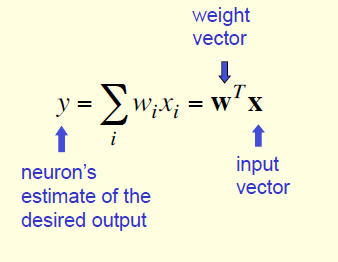 weight
vector
y = ∑ wᵢxᵢ = wᵀx
i
neuron's
estimate of the
desired output
input
vector